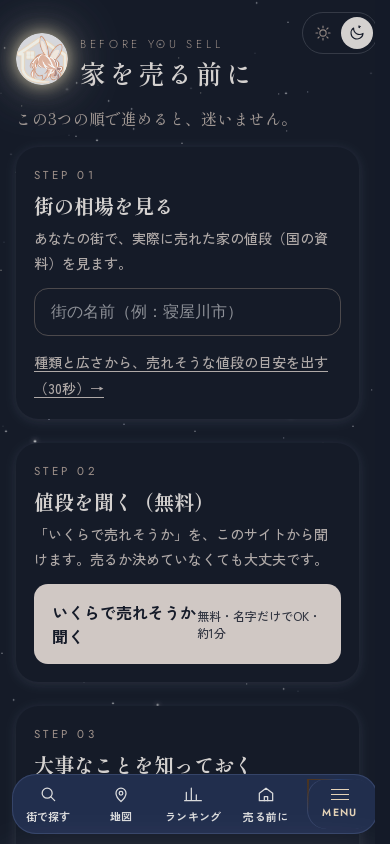 BEFORE YOU SELL
家を売る前に
この3つの順で進めると、迷いません。
STEP 01
街の相場を見る
あなたの街で、実際に売れた家の値段（国の資
料）を見ます。
街の名前（例：寝屋川市）
種類と広さから、売れそうな値段の目安を出す
（30秒）→
STEP 02
値段を聞く（無料）
「いくらで売れそうか」を、このサイトから聞
けます。売るか決めていなくても大丈夫です。
いくらで売れそうか
聞く
無料・名字だけでOK・
約1分
STEP 03
大事なことを知っておく
街で探す
地図
ランキング
売る前に
MENU